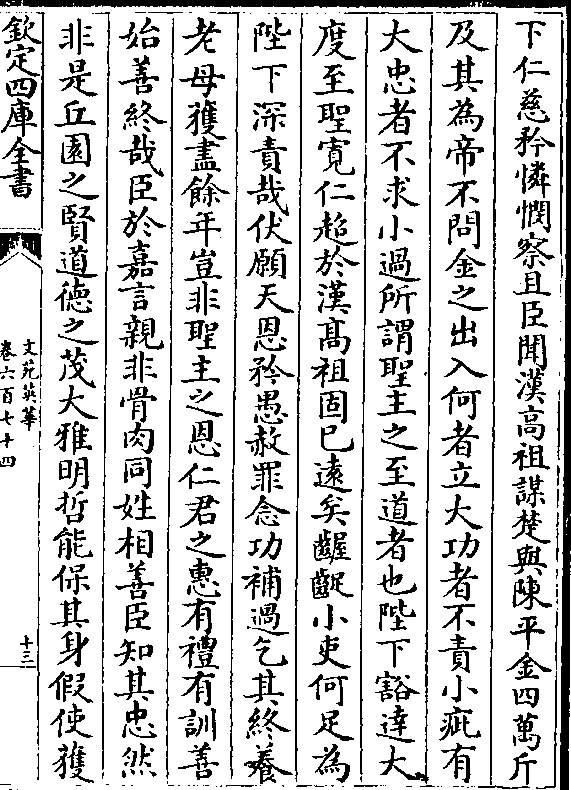 下仁慈矜憐憫察且臣聞漢高祖謀楚與陳平金四萬斤
及其為帝不問金之出入何者立大功者不責小疵有
大忠者不求小過所謂聖主之至道者也陛下豁達大
度至聖寛仁超於漢髙祖固已遠矣齷齪小吏何足為
陛下深責哉伏願天恩矜愚赦罪念功補過乞其終養
老母獲盡餘年豈非聖主之恩仁君之惠有禮有訓善
始善終哉臣於嘉言親非骨肉同姓相善臣知其忠然
非是丘園之賢道德之茂大雅明哲能保其身假使獲
欽定四庫全書
文苑英華
卷六百七十四
十三